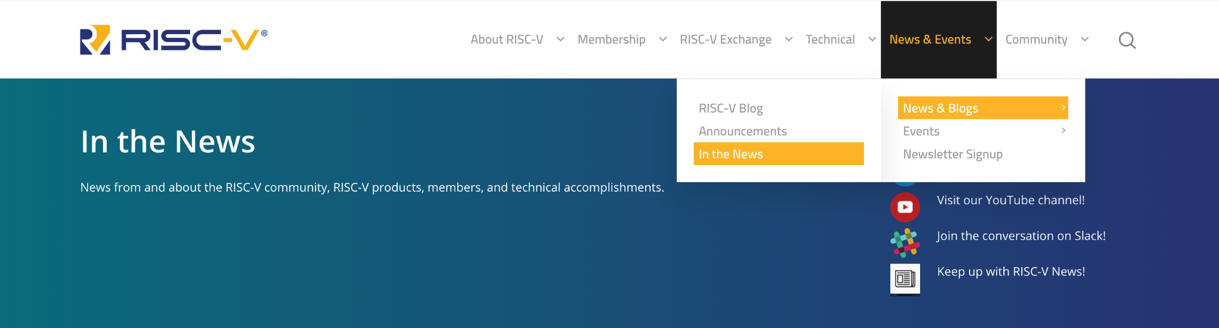 RISC-V®
About RISC-V
Membership
RISC-V Exchange
Technical
News & Events
Community
RISC-V Blog
Announcements
In the News
News & Blogs
Events
Newsletter Signup
In the News
News from and about the RISC-V community, RISC-V products, members, and technical accomplishments.
Visit our YouTube channel!
Join the conversation on Slack!
Keep up with RISC-V News!